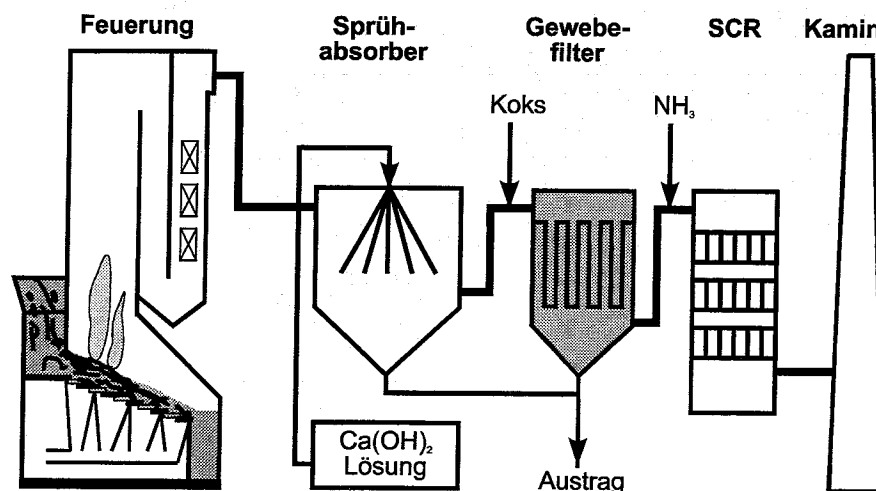 Feuerung
Sprüh-
absorber
Gewebe-
filter
SCR
Kamin
Koks
NH₃
Ca(OH)₂
Lösung
Austrag